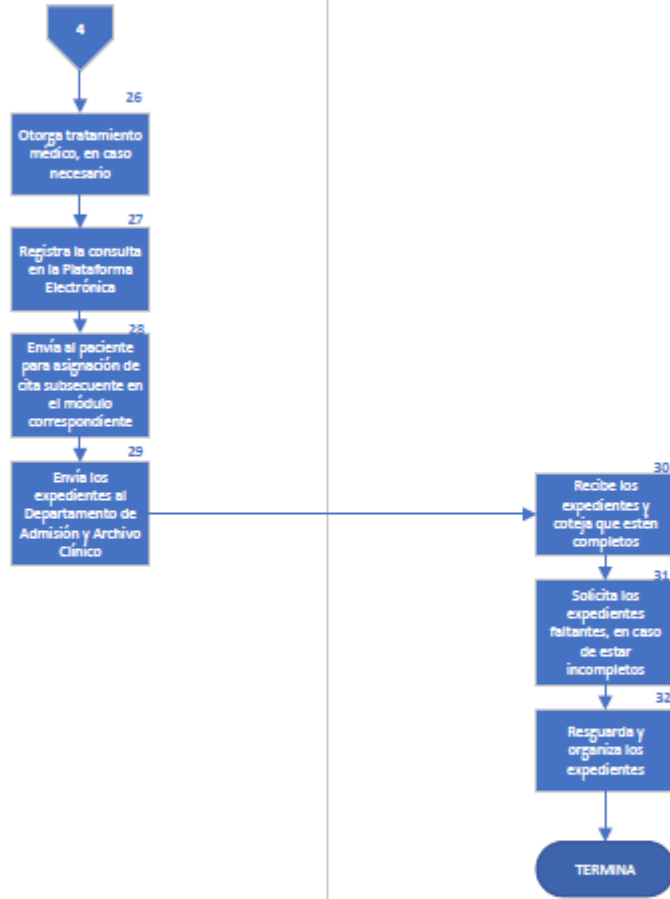 4
26
Otorga tratamiento
médico, en caso
necesario
27
Registra la consulta
en la Plataforma
Electrónica
28
Envía al paciente
para asignación de
cita subsecuente en
el módulo
correspondiente
29
Envía los
expedientes al
Departamento de
Admisión y Archivo
Clínico
30
Recibe los
expedientes y
coteja que estén
completos
31
Solicita los
expedientes
faltantes, en caso
de estar
incompletos
32
Resguarda y
organiza los
expedientes
TERMINA